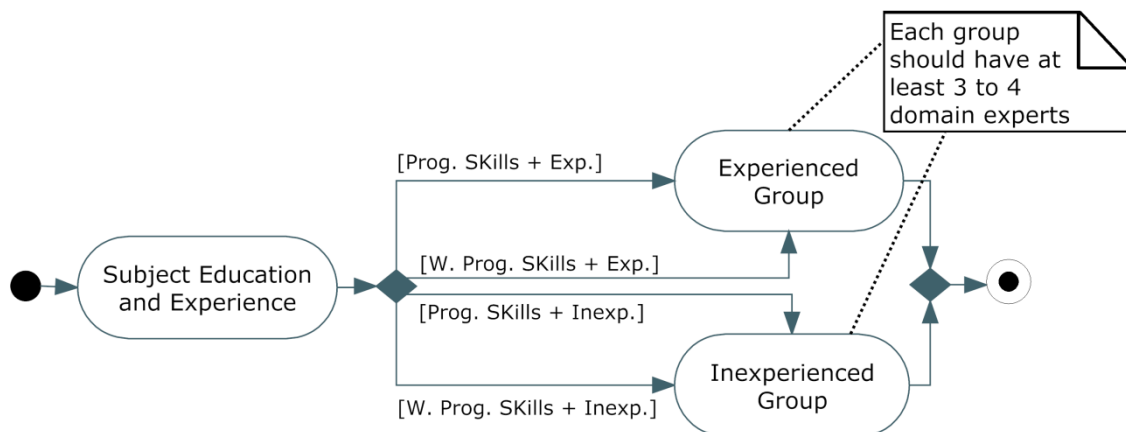 Each group
should have at
least 3 to 4
domain experts
[Prog. SKills + Exp.]
Experienced
Group
Subject Education
and Experience
[W. Prog. SKills + Exp.]
[Prog. SKills + Inexp.]
Inexperienced
Group
[W. Prog. SKills + Inexp.]